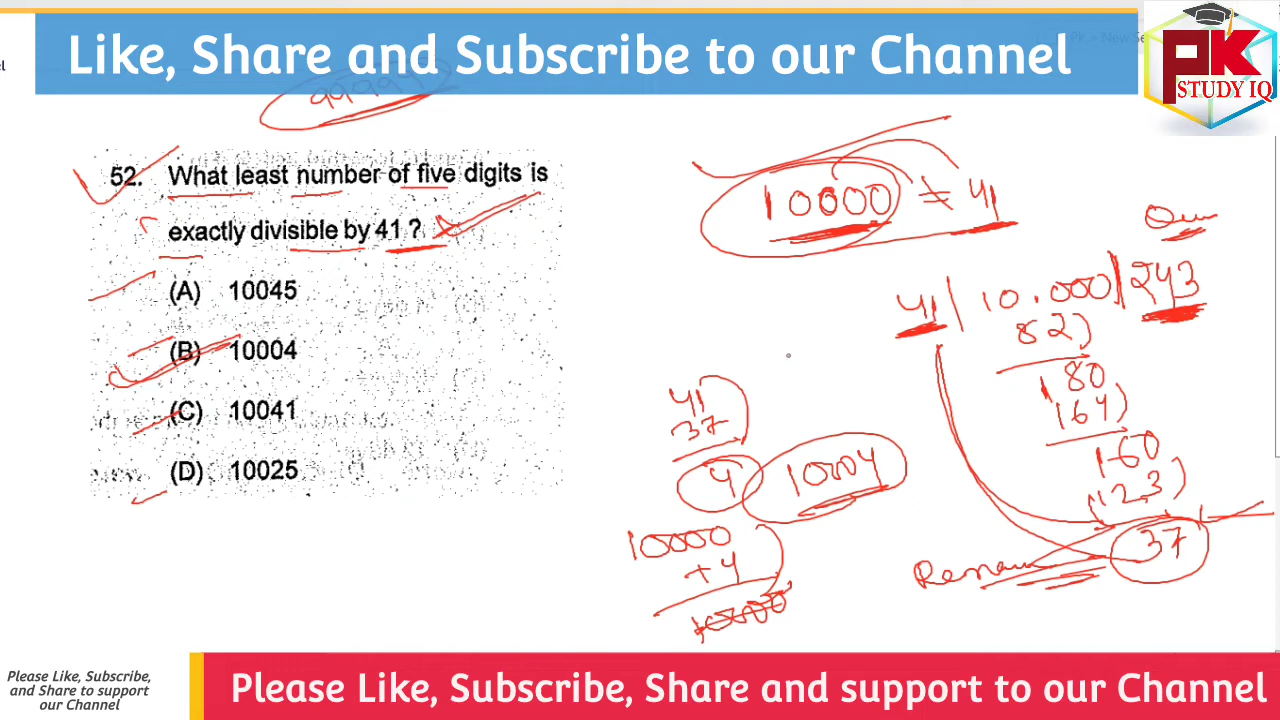 Like, Share and Subscribe to our Channel
PK
STUDY IQ
52. What least number of five digits is
exactly divisible by 41 ?
(A) 10045
(B) 10004
(C) 10041
(D) 10025
10000 ÷ 41
41 | 10.000 | 243
82
180
164
160
123
37
41
37
4
10004
10000
+4
Please Like, Subscribe,
and Share to support
our Channel
Please Like, Subscribe, Share and support to our Channel